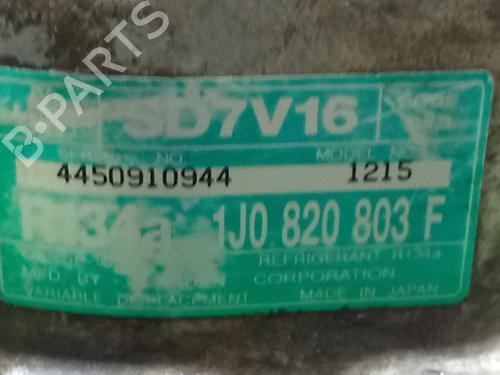 B-PARTS
SD7V16
NO. MODEL NO.
4450910944 1215
R134a 1J0 820 803 F
REFRIGERANT R134a
MFD BY CORPORATION
VARIABLE DISPLACEMENT MADE IN JAPAN